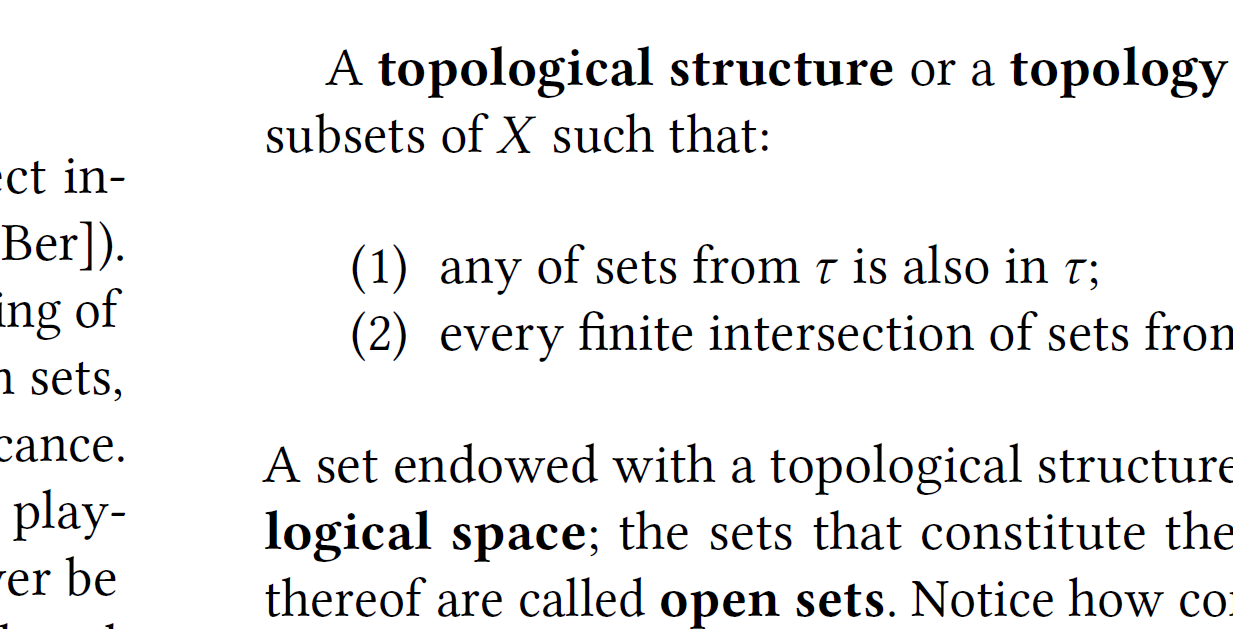 ect in-
Ber]).
ing of
n sets,
cance.
play-
ver be
A topological structure or a topology
subsets of X such that:
(1) any of sets from τ is also in τ;
(2) every finite intersection of sets from
A set endowed with a topological structure
logical space; the sets that constitute the
thereof are called open sets. Notice how co